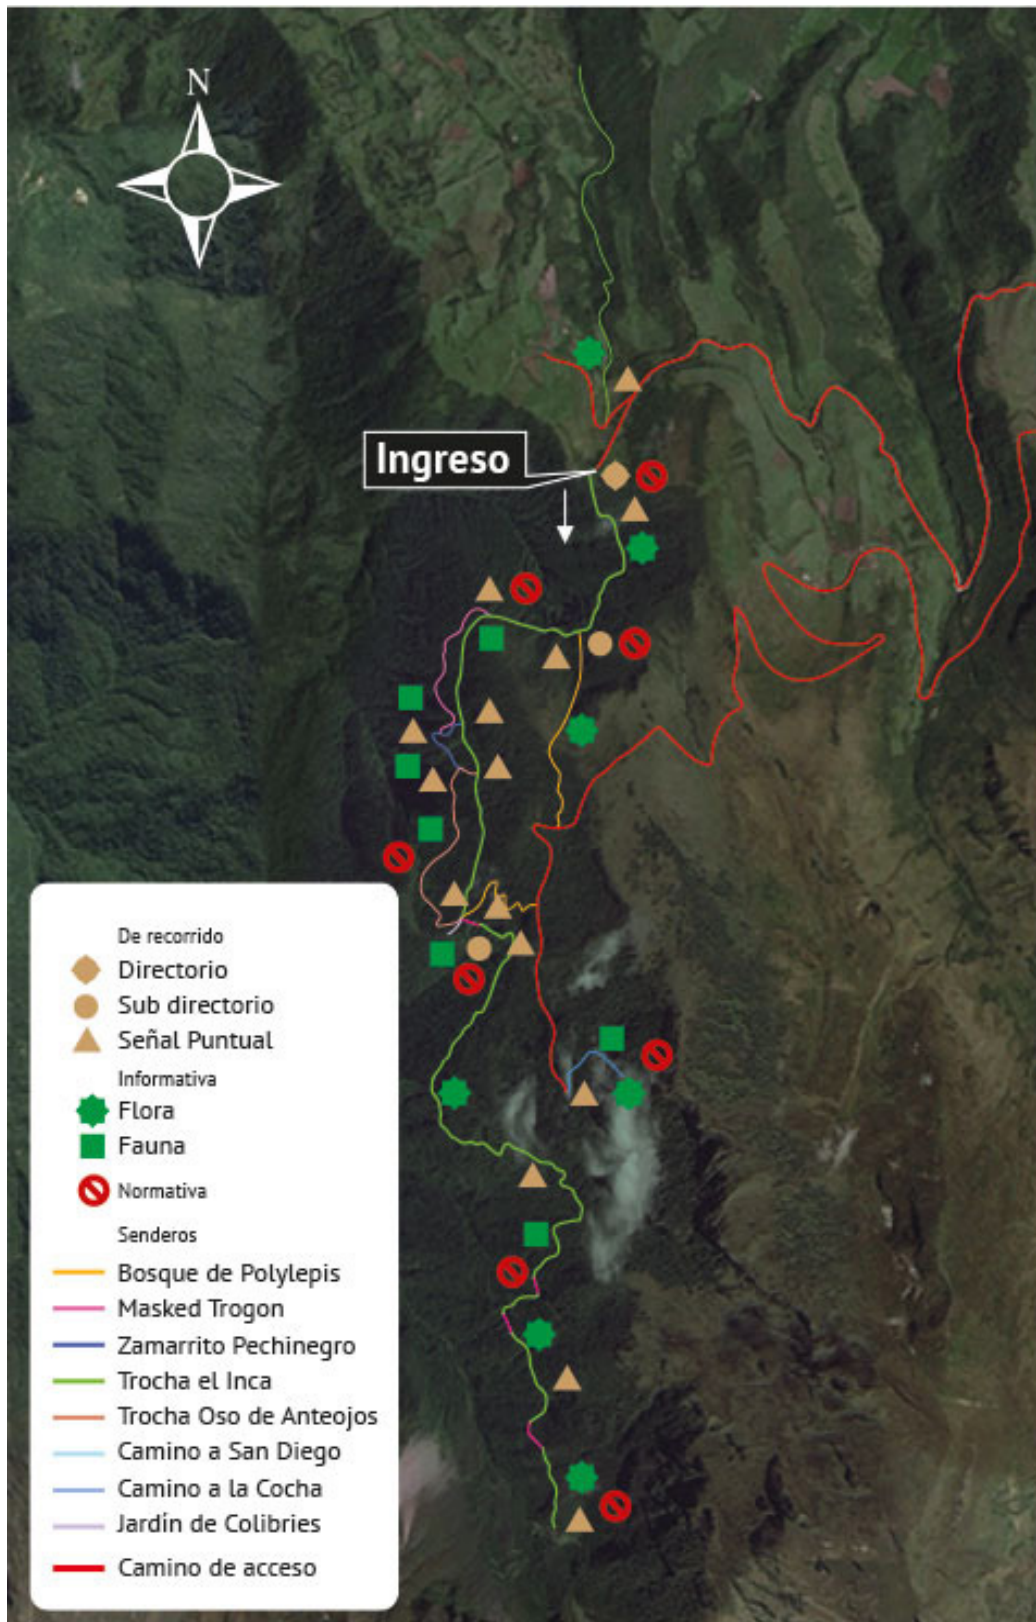 N
Ingreso
De recorrido
Directorio
Sub directorio
Señal Puntual
Informativa
Flora
Fauna
Normativa
Senderos
Bosque de Polylepis
Masked Trogon
Zamarrito Pechinegro
Trocha el Inca
Trocha Oso de Anteojos
Camino a San Diego
Camino a la Cocha
Jardín de Colibries
Camino de acceso